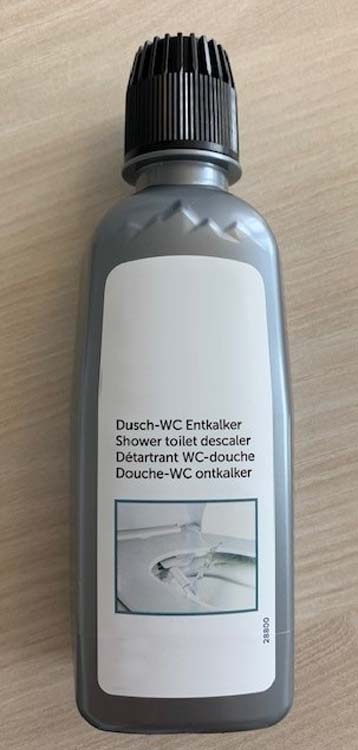 Dusch-WC Entkalker
Shower toilet descaler
Détartrant WC-douche
Douche-WC ontkalker
28800